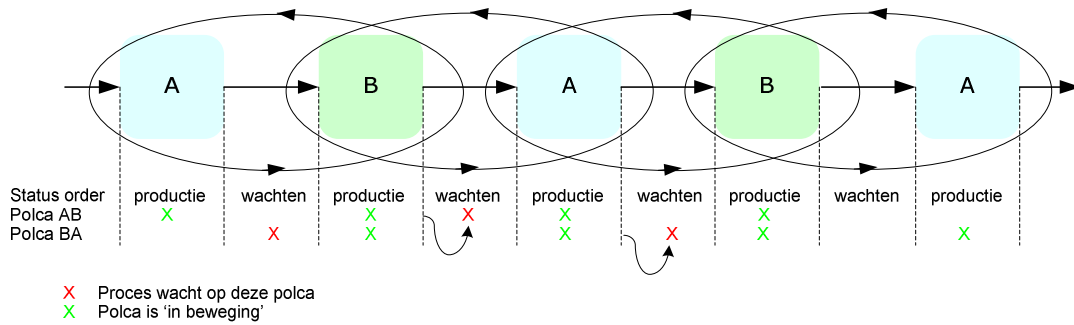 A B A B A
Status order productie wachten productie wachten productie wachten productie wachten productie
Polca AB X X X X X
Polca BA X X X X X X
X Proces wacht op deze polca
X Polca is ‘in beweging’